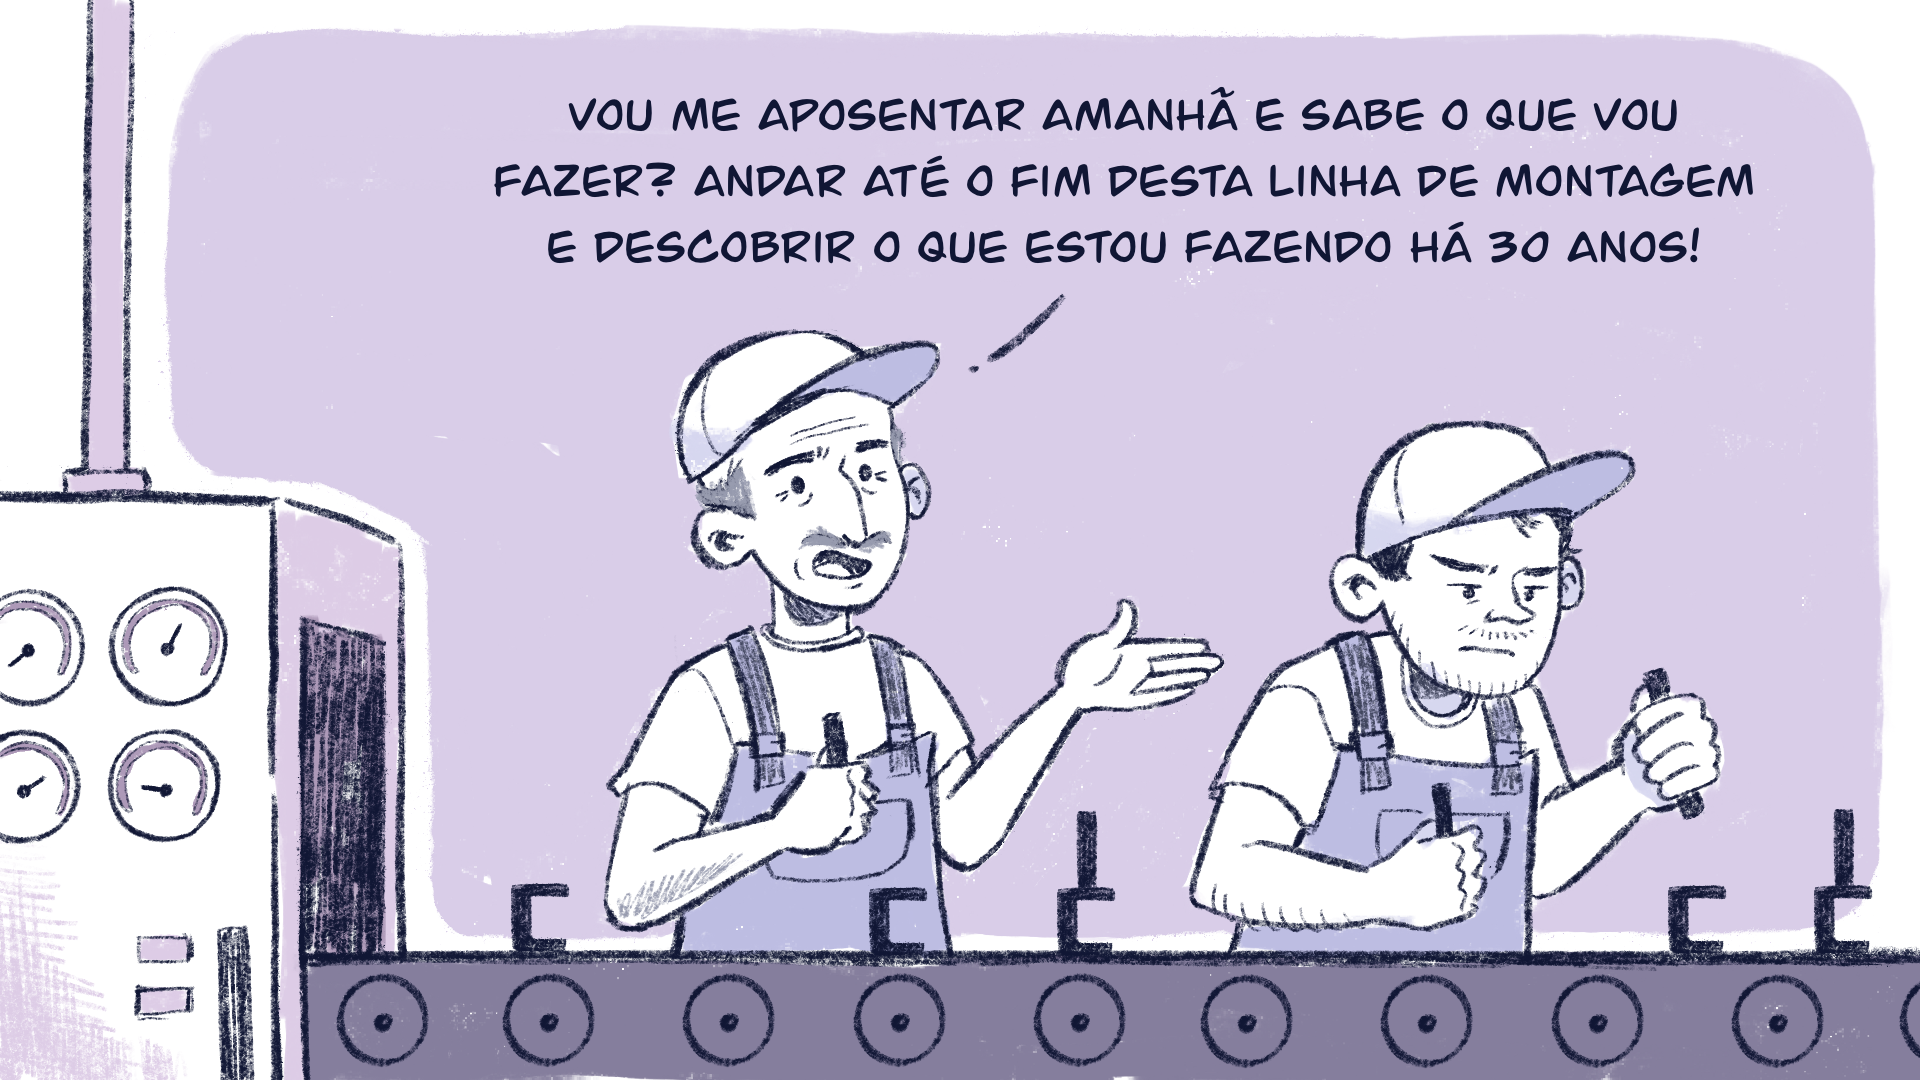 VOU ME APOSENTAR AMANHÃ E SABE O QUE VOU
FAZER? ANDAR ATÉ O FIM DESTA LINHA DE MONTAGEM
E DESCOBRIR O QUE ESTOU FAZENDO HÁ 30 ANOS!